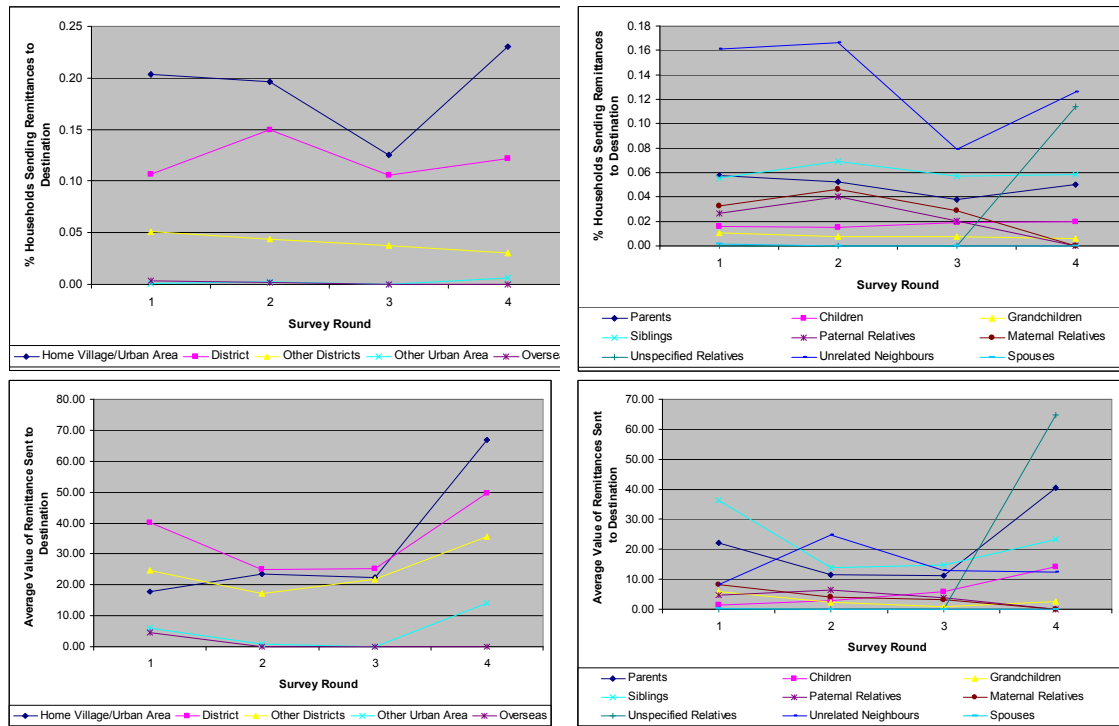 % Households Sending Remittances to
Destination
0.25
0.20
0.15
0.10
0.05
0.00
1 2 3 4
Survey Round
Home Village/Urban Area District Other Districts Other Urban Area Overseas
% Households Sending Remittances
to Destination
0.18
0.16
0.14
0.12
0.10
0.08
0.06
0.04
0.02
0.00
1 2 3 4
Survey Round
Parents Children Grandchildren
Siblings Paternal Relatives Maternal Relatives
Unspecified Relatives Unrelated Neighbours Spouses
Average Value of Remittance Sent to
Destination
80.00
70.00
60.00
50.00
40.00
30.00
20.00
10.00
0.00
1 2 3 4
Survey Round
Home Village/Urban Area District Other Districts Other Urban Area Overseas
Average Value of Remittances Sent
to Destination
70.00
60.00
50.00
40.00
30.00
20.00
10.00
0.00
1 2 3 4
Survey Round
Parents Children Grandchildren
Siblings Paternal Relatives Maternal Relatives
Unspecified Relatives Unrelated Neighbours Spouses